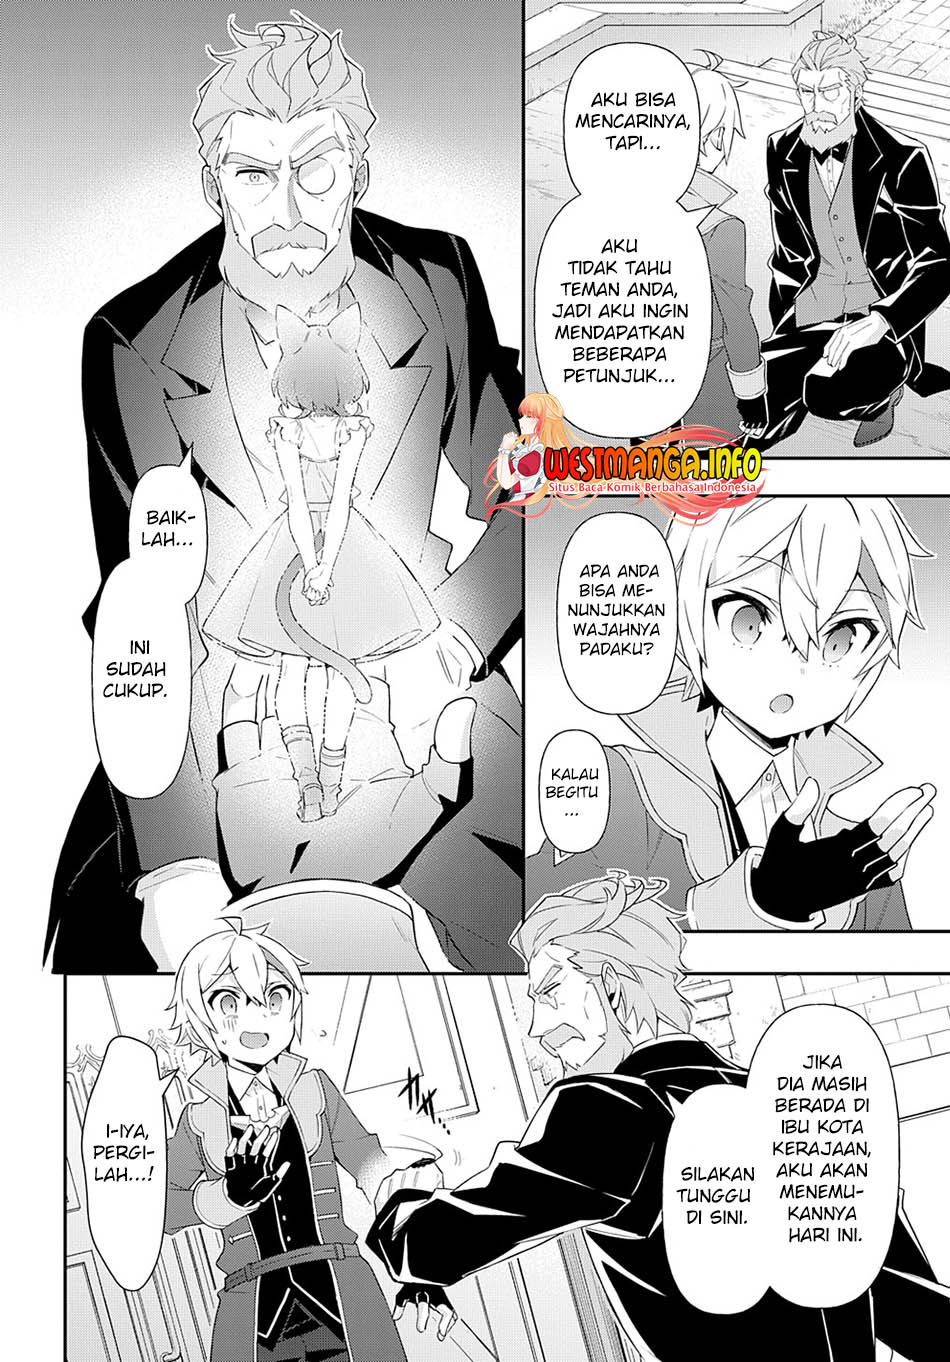 AKU BISA
MENCARINYA,
TAPI...
AKU
TIDAK TAHU
TEMAN ANDA,
JADI AKU INGIN
MENDAPATKAN
BEBERAPA
PETUNJUK...
WESTMANGA.INFO
Situs Baca Komik Berbahasa Indonesia
APA ANDA
BISA ME-
NUNJUKKAN
WAJAHNYA
PADAKU?
KALAU
BEGITU
...
BAIK-
LAH...
INI
SUDAH
CUKUP.
JIKA
DIA MASIH
BERADA DI
IBU KOTA
KERAJAAN,
AKU AKAN
MENEMU-
KANNYA
HARI INI.
SILAKAN
TUNGGU
DI SINI.
ガバッ
I-IYA,
PERGI-
LAH...!